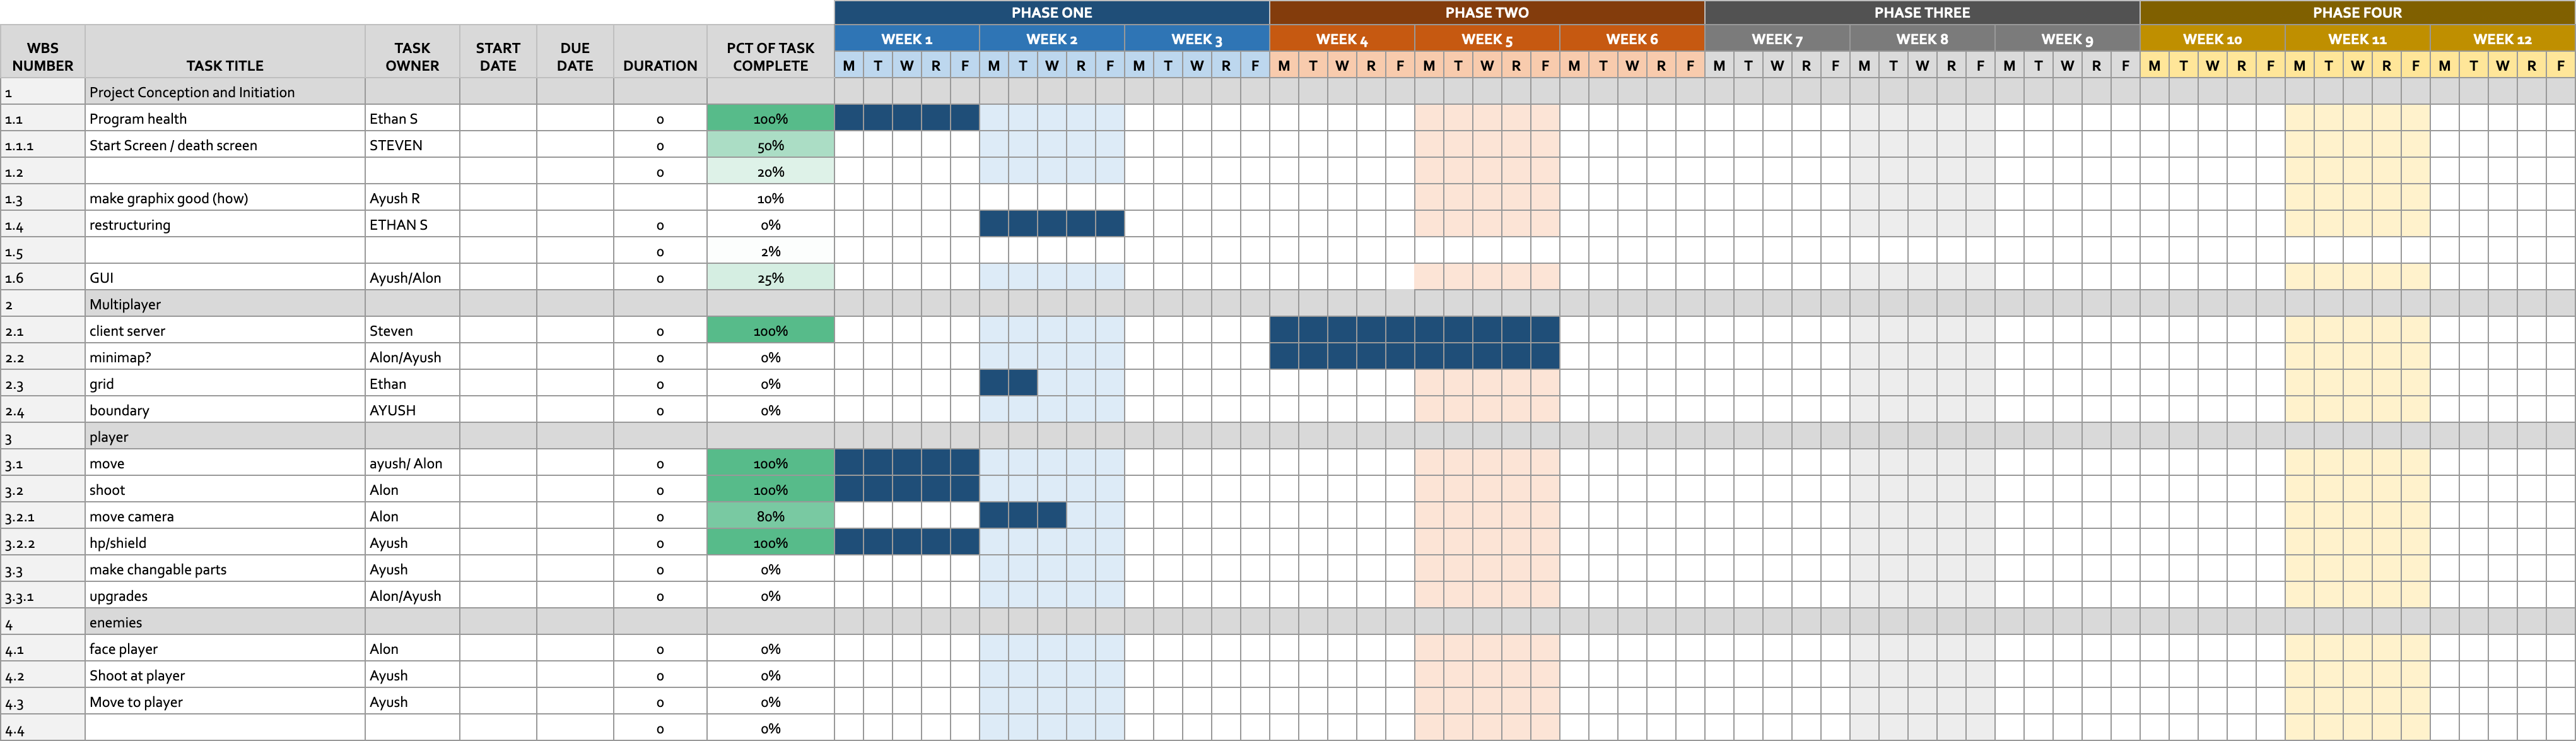 PHASE ONE PHASE TWO PHASE THREE PHASE FOUR
WEEK 1 WEEK 2 WEEK 3 WEEK 4 WEEK 5 WEEK 6 WEEK 7 WEEK 8 WEEK 9 WEEK 10 WEEK 11 WEEK 12
WBS NUMBER TASK TITLE TASK OWNER START DATE DUE DATE DURATION PCT OF TASK COMPLETE M T W R F M T W R F M T W R F M T W R F M T W R F M T W R F M T W R F M T W R F M T W R F M T W R F M T W R F M T W R F
1 Project Conception and Initiation
1.1 Program health Ethan S 0 100%
1.1.1 Start Screen / death screen STEVEN 0 50%
1.2 0 20%
1.3 make graphix good (how) Ayush R 10%
1.4 restructuring ETHAN S 0 0%
1.5 0 2%
1.6 GUI Ayush/Alon 0 25%
2 Multiplayer
2.1 client server Steven 0 100%
2.2 minimap? Alon/Ayush 0 0%
2.3 grid Ethan 0 0%
2.4 boundary AYUSH 0 0%
3 player
3.1 move ayush/ Alon 0 100%
3.2 shoot Alon 0 100%
3.2.1 move camera Alon 0 80%
3.2.2 hp/shield Ayush 0 100%
3.3 make changable parts Ayush 0 0%
3.3.1 upgrades Alon/Ayush 0 0%
4 enemies
4.1 face player Alon 0 0%
4.2 Shoot at player Ayush 0 0%
4.3 Move to player Ayush 0 0%
4.4 0 0%